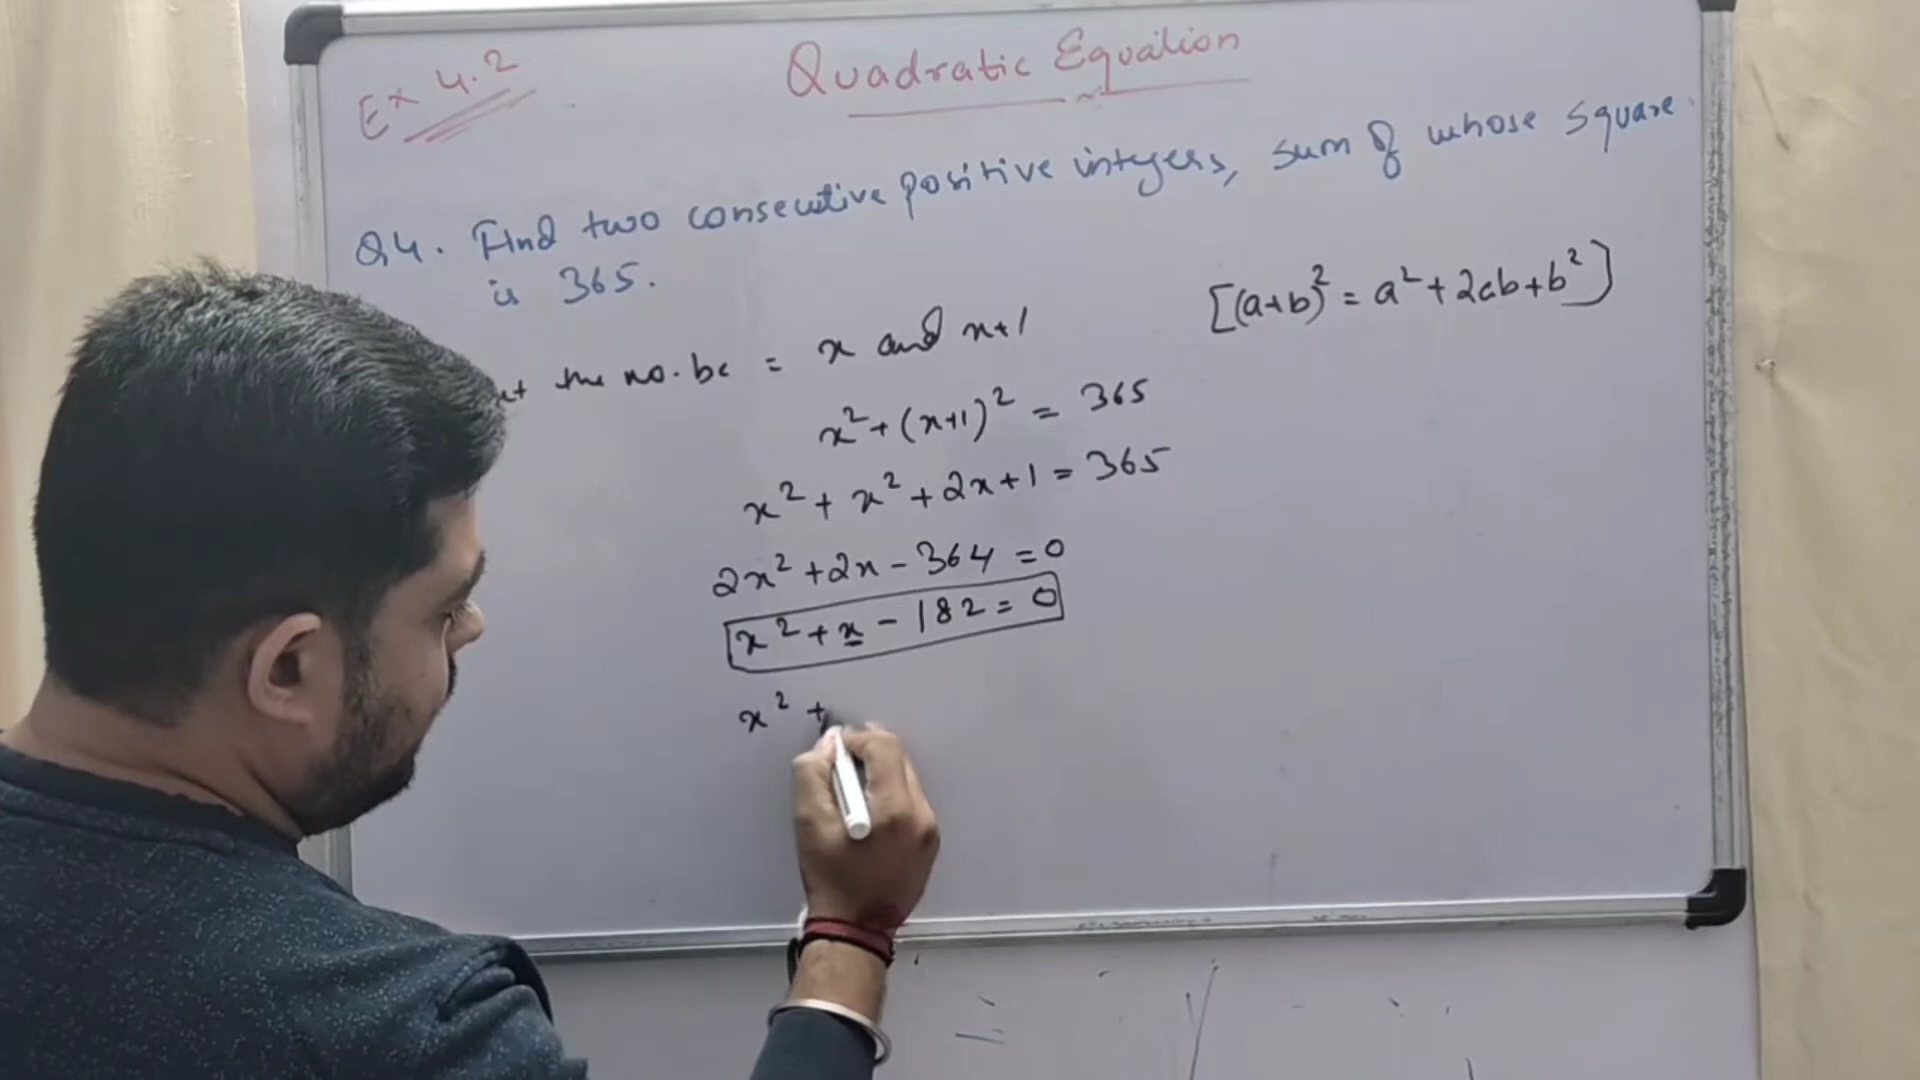 Ex 4.2
Quadratic Equation
Q4. Find two consecutive positive integers, sum of whose square
is 365.
[(a+b)² = a² + 2ab + b²]
the no. be = x and x+1
x² + (x+1)² = 365
x² + x² + 2x + 1 = 365
2x² + 2x - 364 = 0
x² + x - 182 = 0
x² +